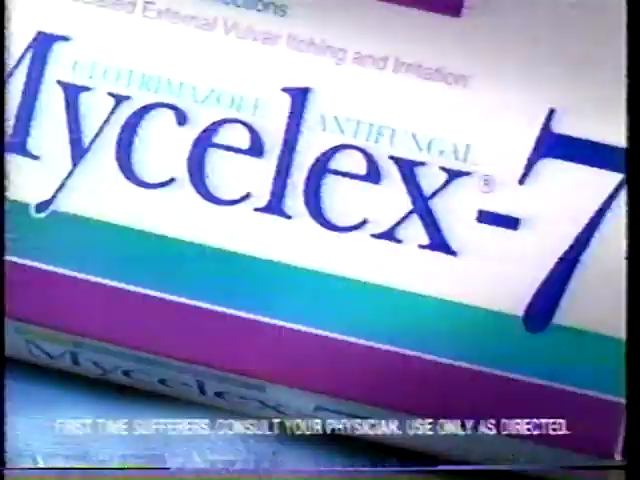 External Vulvar Itching and Irritation
CLOTRIMAZOLE ANTIFUNGAL
Mycelex®-7
Mycelex-7
FIRST TIME SUFFERERS, CONSULT YOUR PHYSICIAN. USE ONLY AS DIRECTED.